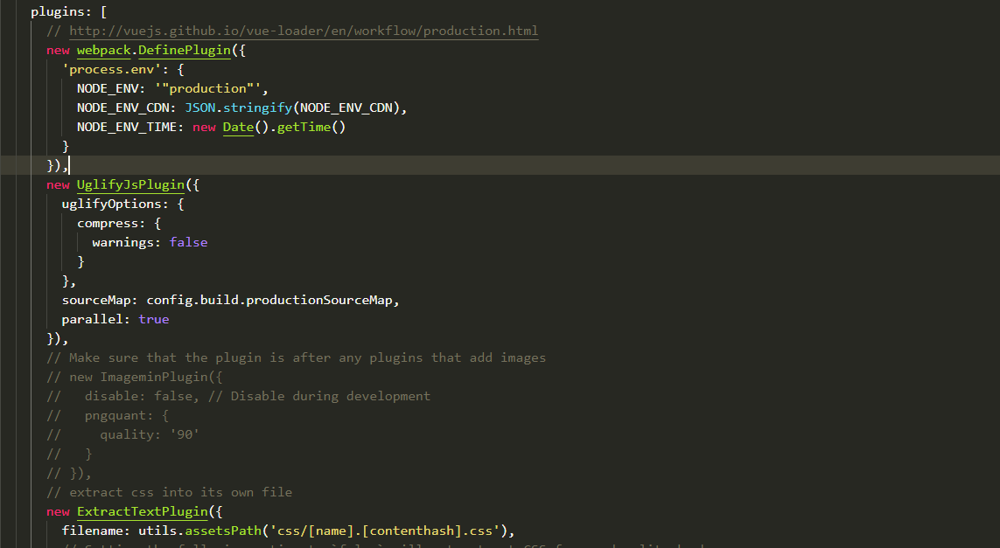 plugins: [
// http://vuejs.github.io/vue-loader/en/workflow/production.html
new webpack.DefinePlugin({
'process.env': {
NODE_ENV: '"production"',
NODE_ENV_CDN: JSON.stringify(NODE_ENV_CDN),
NODE_ENV_TIME: new Date().getTime()
}
}),
new UglifyJsPlugin({
uglifyOptions: {
compress: {
warnings: false
}
},
sourceMap: config.build.productionSourceMap,
parallel: true
}),
// Make sure that the plugin is after any plugins that add images
// new ImageminPlugin({
//   disable: false, // Disable during development
//   pngquant: {
//     quality: '90'
//   }
// }),
// extract css into its own file
new ExtractTextPlugin({
filename: utils.assetsPath('css/[name].[contenthash].css'),